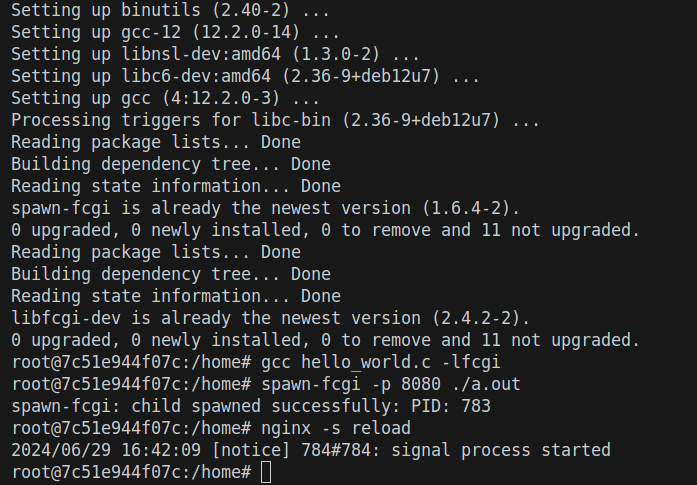 Setting up binutils (2.40-2) ...
Setting up gcc-12 (12.2.0-14) ...
Setting up libnsl-dev:amd64 (1.3.0-2) ...
Setting up libc6-dev:amd64 (2.36-9+deb12u7) ...
Setting up gcc (4:12.2.0-3) ...
Processing triggers for libc-bin (2.36-9+deb12u7) ...
Reading package lists... Done
Building dependency tree... Done
Reading state information... Done
spawn-fcgi is already the newest version (1.6.4-2).
0 upgraded, 0 newly installed, 0 to remove and 11 not upgraded.
Reading package lists... Done
Building dependency tree... Done
Reading state information... Done
libfcgi-dev is already the newest version (2.4.2-2).
0 upgraded, 0 newly installed, 0 to remove and 11 not upgraded.
root@7c51e944f07c:/home# gcc hello_world.c -lfcgi
root@7c51e944f07c:/home# spawn-fcgi -p 8080 ./a.out
spawn-fcgi: child spawned successfully: PID: 783
root@7c51e944f07c:/home# nginx -s reload
2024/06/29 16:42:09 [notice] 784#784: signal process started
root@7c51e944f07c:/home#